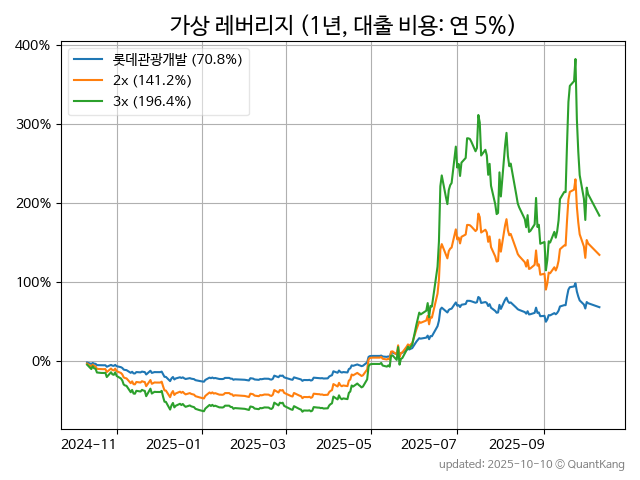 가상 레버리지 (1년, 대출 비용: 연 5%)
400%
300%
200%
100%
0%
롯데관광개발 (70.8%)
2x (141.2%)
3x (196.4%)
2024-11
2025-01
2025-03
2025-05
2025-07
2025-09
updated: 2025-10-10 © QuantKang